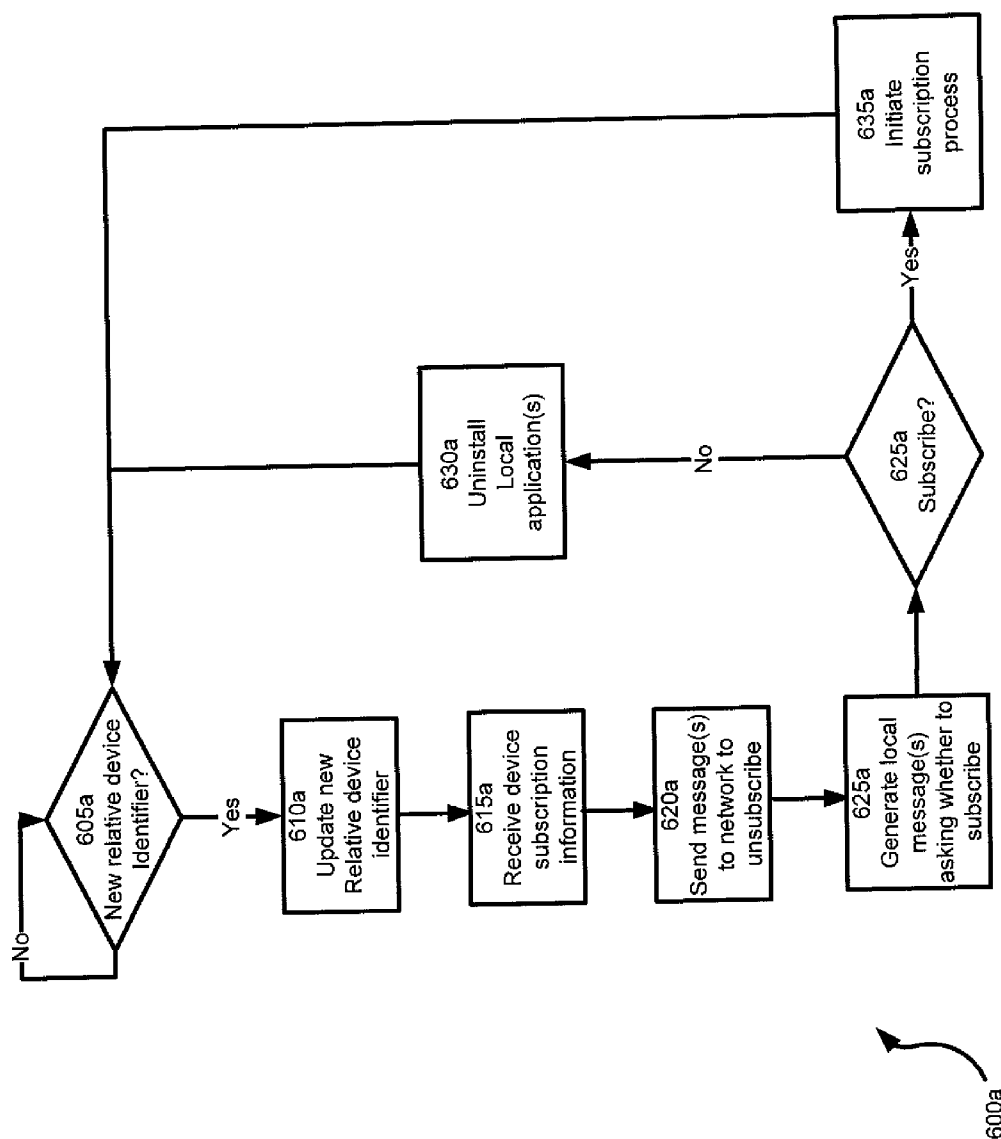 No
605a
New relative device
Identifier?
Yes
610a
Update new
Relative device
identifier
615a
Receive device
subscription
information
620a
Send message(s)
to network to
unsubscribe
625a
Generate local
message(s)
asking whether to
subscribe
625a
Subscribe?
No
630a
Uninstall
Local
application(s)
Yes
635a
Initiate
subscription
process
600a